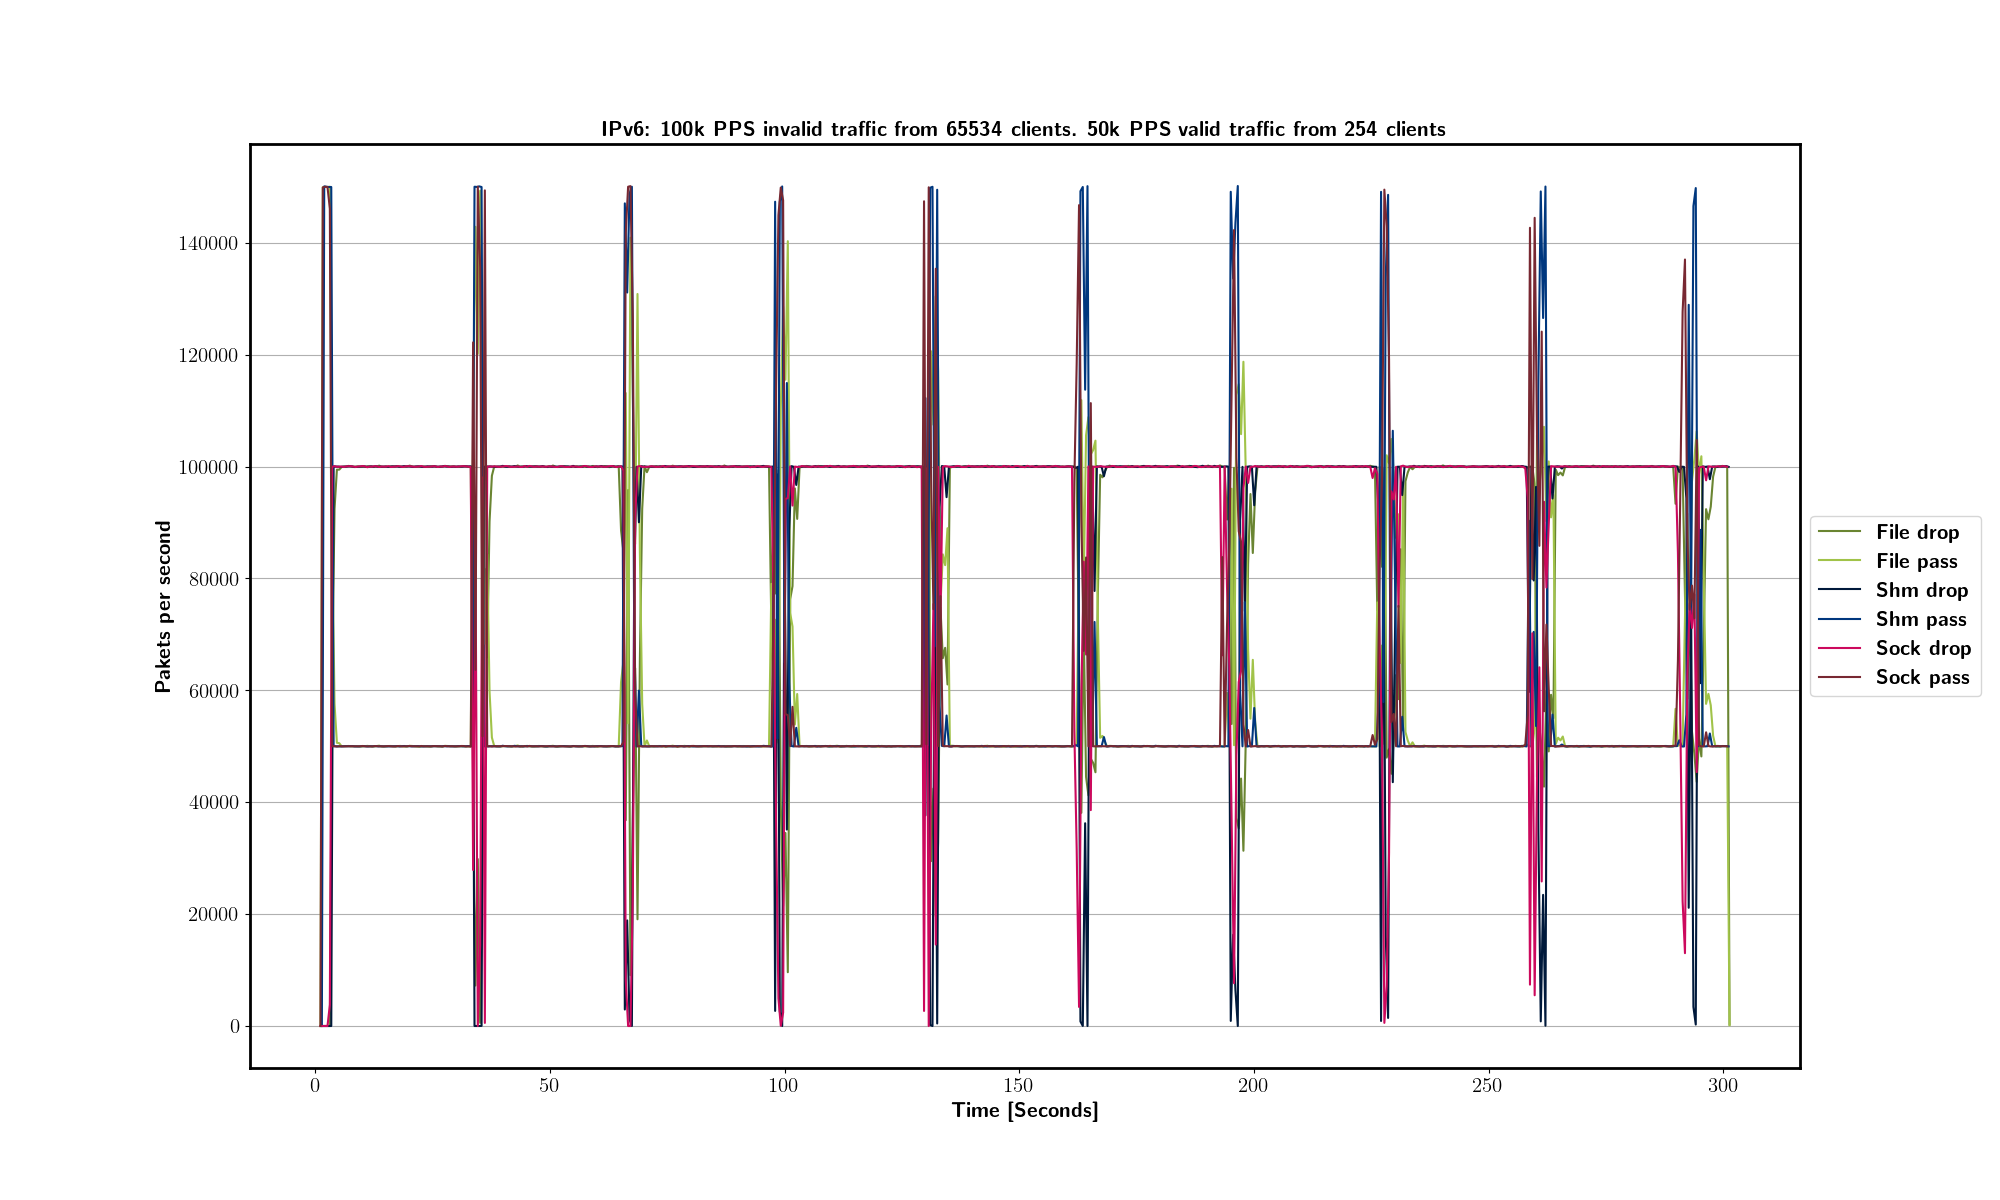 IPv6: 100k PPS invalid traffic from 65534 clients. 50k PPS valid traffic from 254 clients
140000
120000
100000
80000
60000
40000
20000
0
Pakets per second
0 50 100 150 200 250 300
Time [Seconds]
File drop
File pass
Shm drop
Shm pass
Sock drop
Sock pass